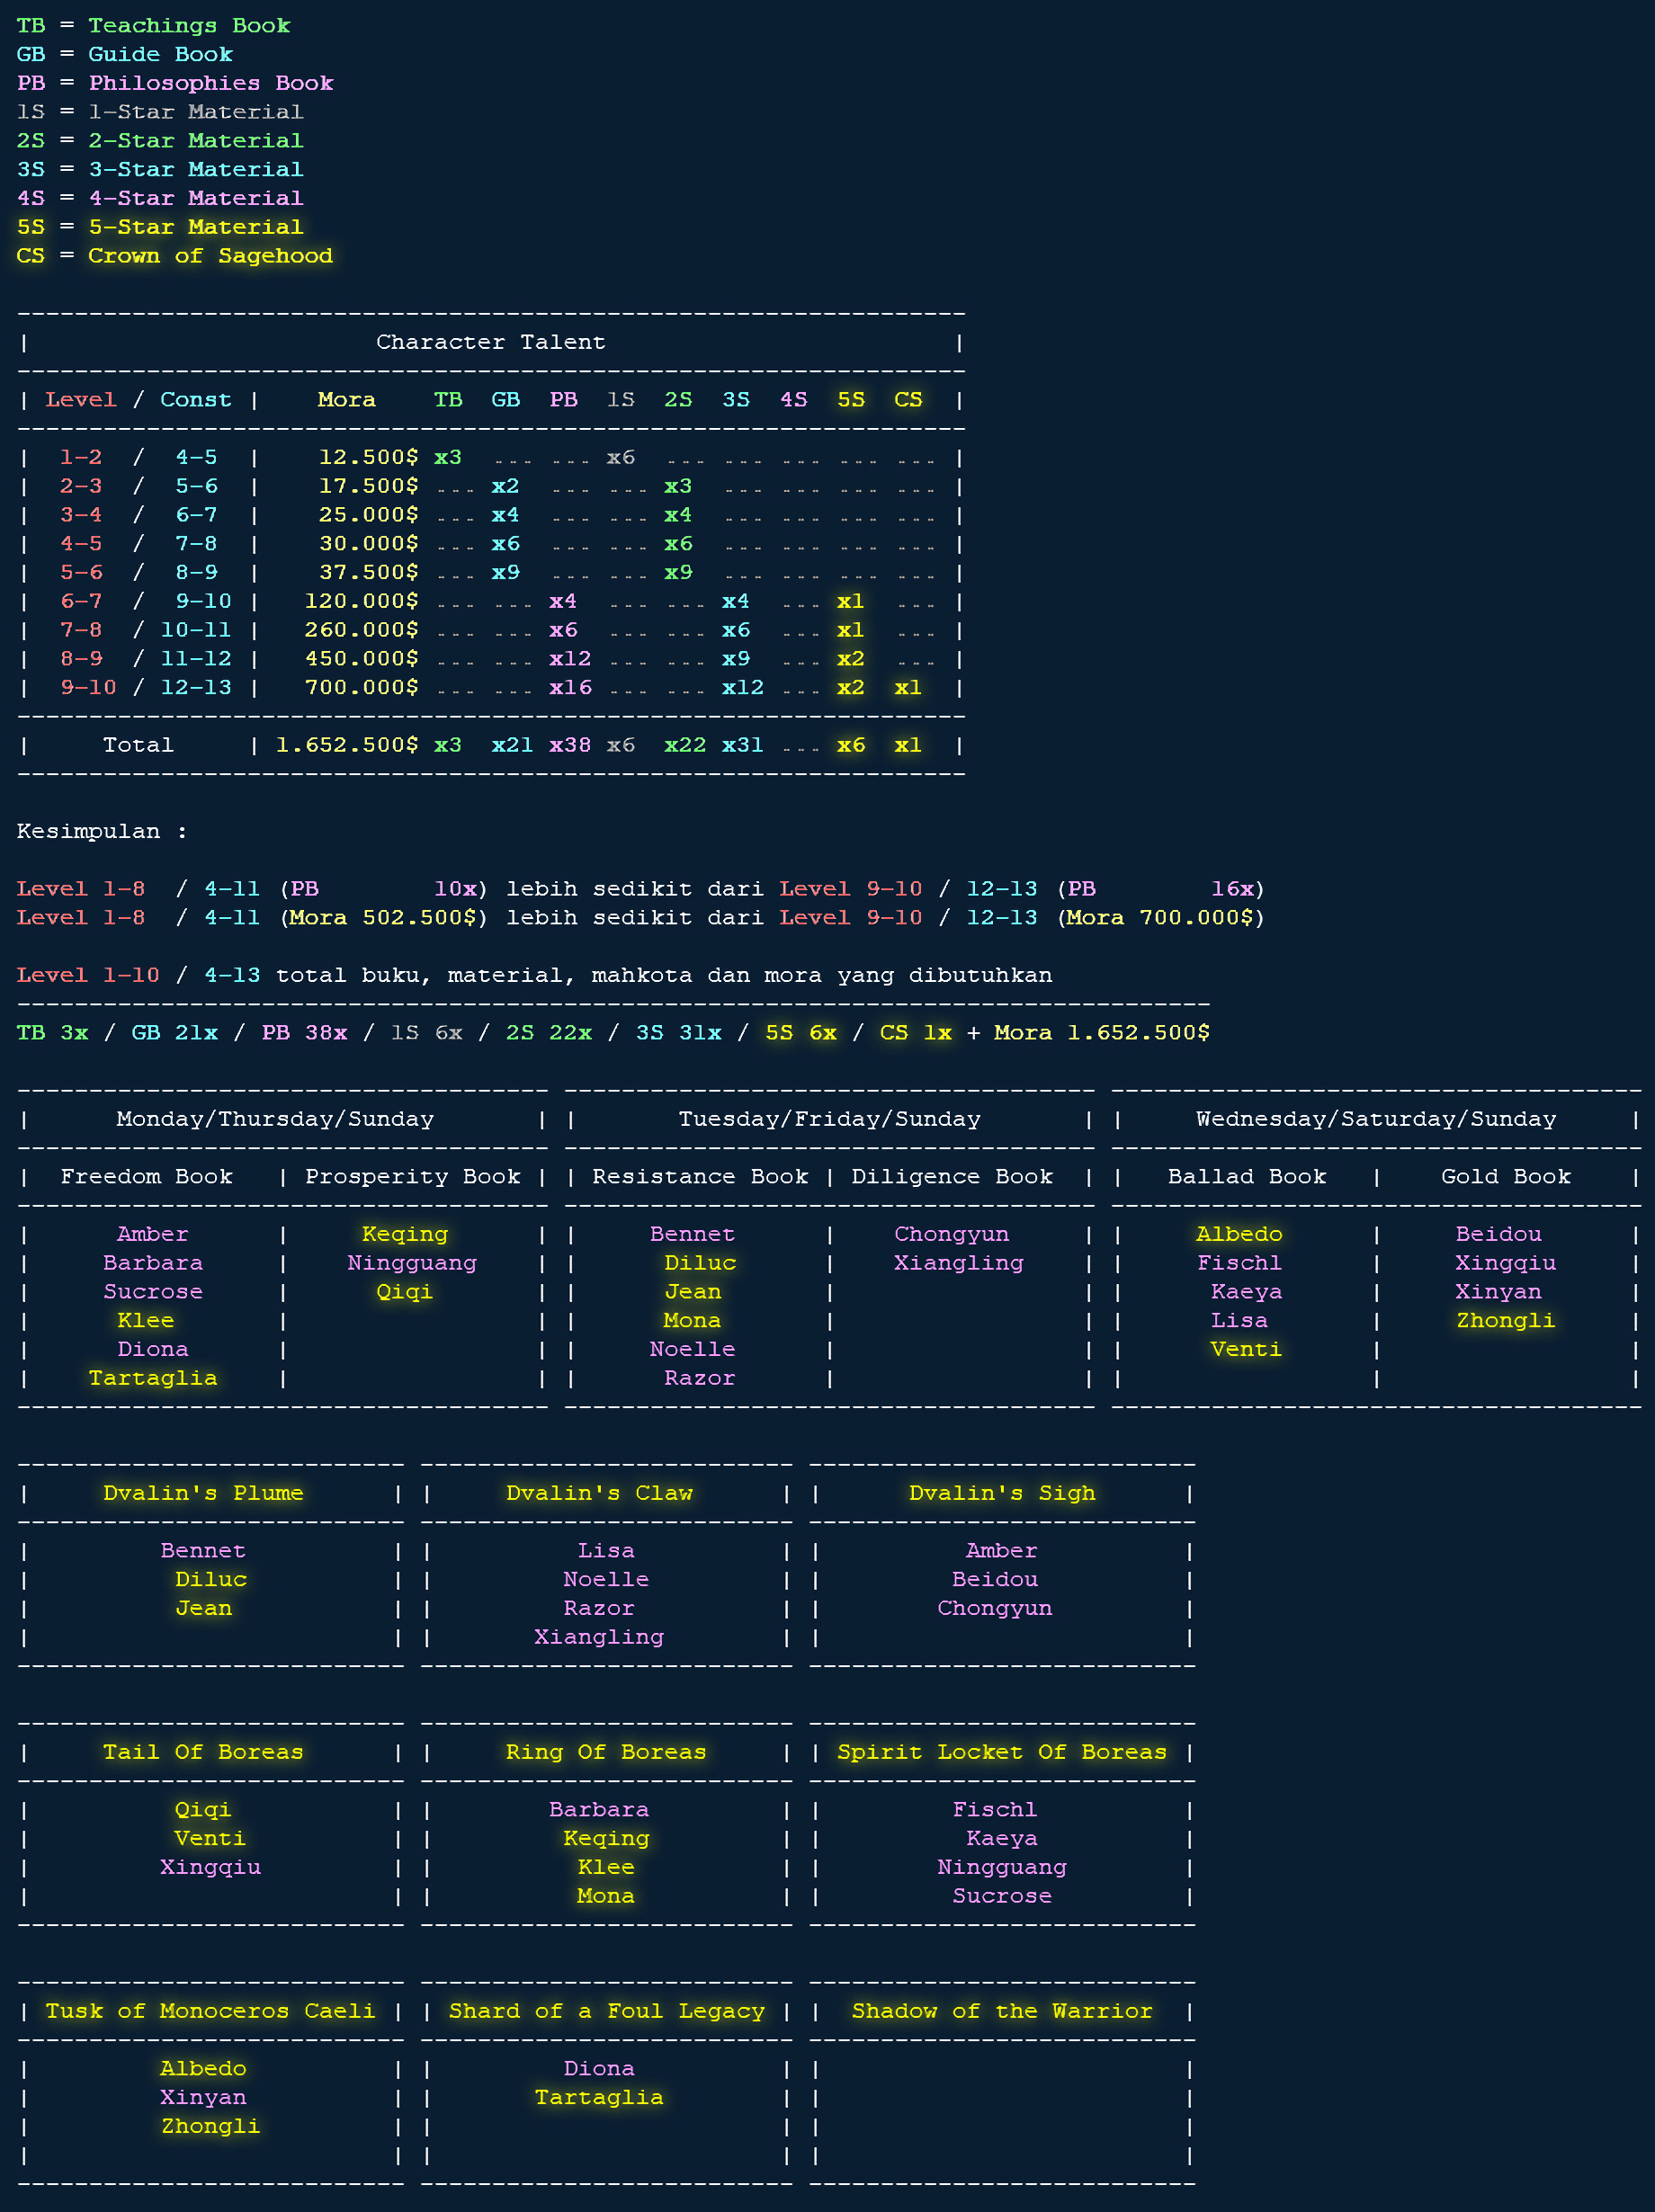 TB = Teachings Book
GB = Guide Book
PB = Philosophies Book
1S = 1-Star Material
2S = 2-Star Material
3S = 3-Star Material
4S = 4-Star Material
5S = 5-Star Material
CS = Crown of Sagehood
------------------------------------------------------------------
|                        Character Talent                        |
------------------------------------------------------------------
| Level / Const |    Mora    TB  GB  PB  1S  2S  3S  4S  5S  CS  |
------------------------------------------------------------------
|  1-2  /  4-5  |    12.500$ x3  ... ... x6  ... ... ... ... ... |
|  2-3  /  5-6  |    17.500$ ... x2  ... ... x3  ... ... ... ... |
|  3-4  /  6-7  |    25.000$ ... x4  ... ... x4  ... ... ... ... |
|  4-5  /  7-8  |    30.000$ ... x6  ... ... x6  ... ... ... ... |
|  5-6  /  8-9  |    37.500$ ... x9  ... ... x9  ... ... ... ... |
|  6-7  /  9-10 |   120.000$ ... ... x4  ... ... x4  ... x1  ... |
|  7-8  / 10-11 |   260.000$ ... ... x6  ... ... x6  ... x1  ... |
|  8-9  / 11-12 |   450.000$ ... ... x12 ... ... x9  ... x2  ... |
|  9-10 / 12-13 |   700.000$ ... ... x16 ... ... x12 ... x2  x1  |
------------------------------------------------------------------
|     Total     | 1.652.500$ x3  x21 x38 x6  x22 x31 ... x6  x1  |
------------------------------------------------------------------
Kesimpulan :
Level 1-8  / 4-11 (PB        10x) lebih sedikit dari Level 9-10 / 12-13 (PB        16x)
Level 1-8  / 4-11 (Mora 502.500$) lebih sedikit dari Level 9-10 / 12-13 (Mora 700.000$)
Level 1-10 / 4-13 total buku, material, mahkota dan mora yang dibutuhkan
-----------------------------------------------------------------------------------
TB 3x / GB 21x / PB 38x / 1S 6x / 2S 22x / 3S 31x / 5S 6x / CS 1x + Mora 1.652.500$
------------------------------------- ------------------------------------- -------------------------------------
|      Monday/Thursday/Sunday       | |       Tuesday/Friday/Sunday       | |     Wednesday/Saturday/Sunday     |
------------------------------------- ------------------------------------- -------------------------------------
|  Freedom Book   | Prosperity Book | | Resistance Book | Diligence Book  | |   Ballad Book   |    Gold Book    |
------------------------------------- ------------------------------------- -------------------------------------
|      Amber      |     Keqing      | |     Bennet      |    Chongyun     | |     Albedo      |     Beidou      |
|     Barbara     |    Ningguang    | |      Diluc      |    Xiangling    | |     Fischl      |     Xingqiu     |
|     Sucrose     |      Qiqi       | |      Jean       |                 | |      Kaeya      |     Xinyan      |
|      Klee       |                 | |      Mona       |                 | |      Lisa       |     Zhongli     |
|      Diona      |                 | |     Noelle      |                 | |      Venti      |                 |
|    Tartaglia    |                 | |      Razor      |                 | |                 |                 |
------------------------------------- ------------------------------------- -------------------------------------
--------------------------- -------------------------- ---------------------------
|     Dvalin's Plume      | |     Dvalin's Claw      | |      Dvalin's Sigh      |
--------------------------- -------------------------- ---------------------------
|         Bennet          | |          Lisa          | |          Amber          |
|          Diluc          | |         Noelle         | |         Beidou          |
|          Jean           | |         Razor          | |        Chongyun         |
|                         | |       Xiangling        | |                         |
--------------------------- -------------------------- ---------------------------
--------------------------- -------------------------- ---------------------------
|     Tail Of Boreas      | |     Ring Of Boreas     | | Spirit Locket Of Boreas |
--------------------------- -------------------------- ---------------------------
|          Qiqi           | |        Barbara         | |         Fischl          |
|          Venti          | |         Keqing         | |          Kaeya          |
|         Xingqiu         | |          Klee          | |        Ningguang        |
|                         | |          Mona          | |         Sucrose         |
--------------------------- -------------------------- ---------------------------
--------------------------- -------------------------- ---------------------------
| Tusk of Monoceros Caeli | | Shard of a Foul Legacy | |  Shadow of the Warrior  |
--------------------------- -------------------------- ---------------------------
|         Albedo          | |         Diona          | |                         |
|         Xinyan          | |       Tartaglia        | |                         |
|         Zhongli         | |                        | |                         |
|                         | |                        | |                         |
--------------------------- -------------------------- ---------------------------